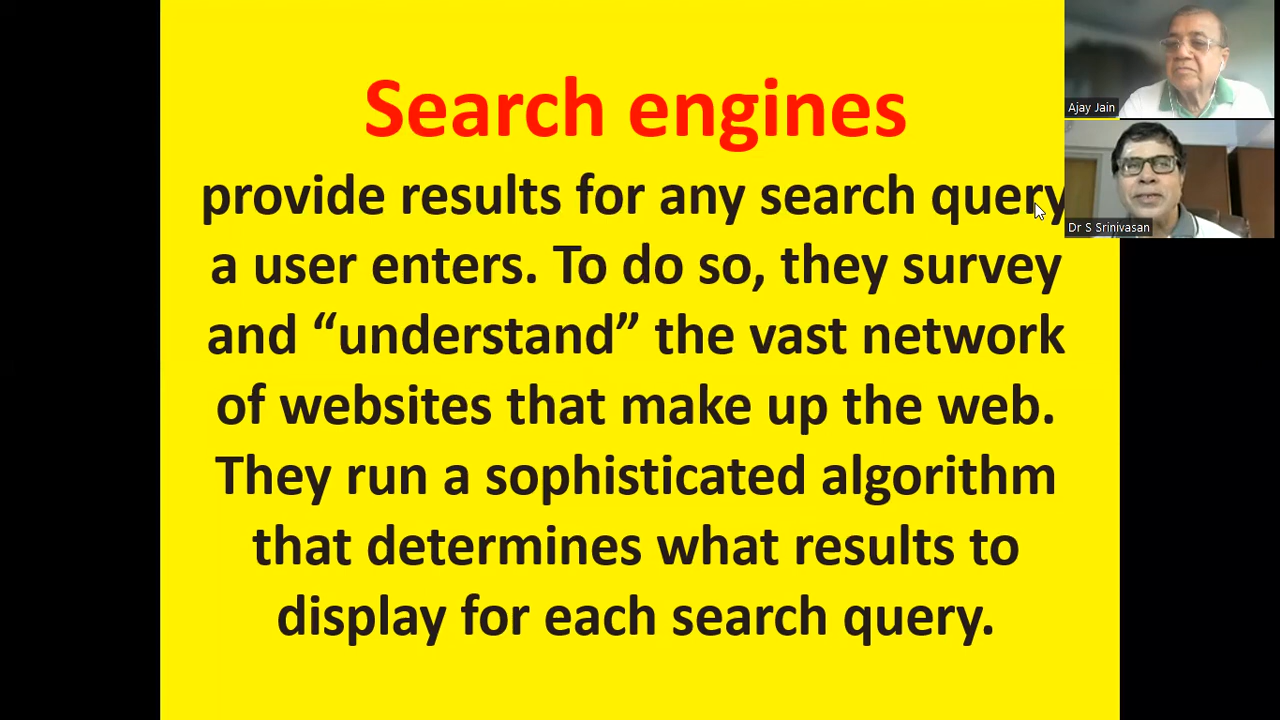 Search engines
provide results for any search query
a user enters. To do so, they survey
and “understand” the vast network
of websites that make up the web.
They run a sophisticated algorithm
that determines what results to
display for each search query.
Ajay Jain
Dr S Srinivasan